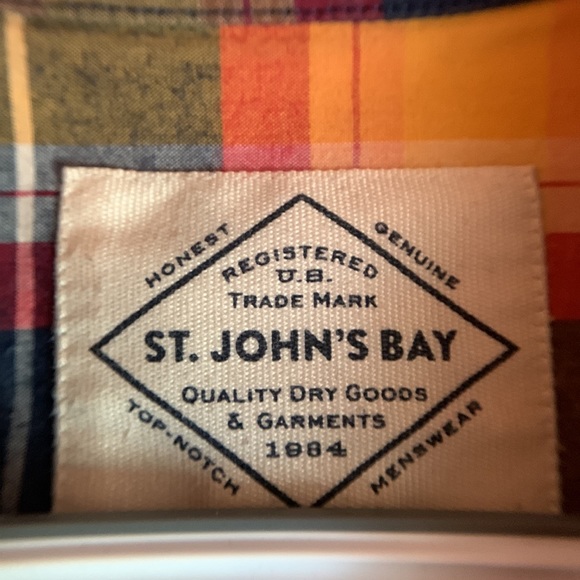 HONEST
GENUINE
REGISTERED
U.S.
TRADE MARK
ST. JOHN'S BAY
QUALITY DRY GOODS
& GARMENTS
1984
TOP-NOTCH
MENSWEAR